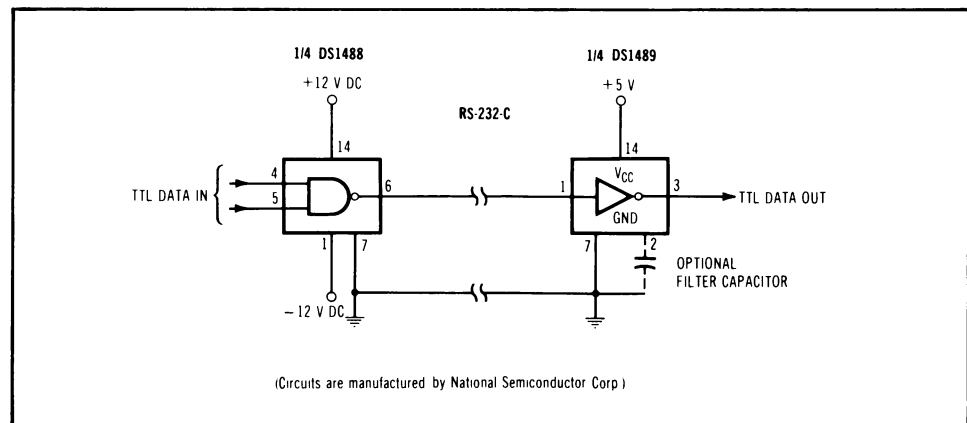 1/4 DS1488
1/4 DS1489
+12 V DC
+5 V
RS-232-C
14
14
VCC
4
TTL DATA IN
5
6
1
3
TTL DATA OUT
GND
1
7
7
2
OPTIONAL
FILTER CAPACITOR
−12 V DC
(Circuits are manufactured by National Semiconductor Corp )